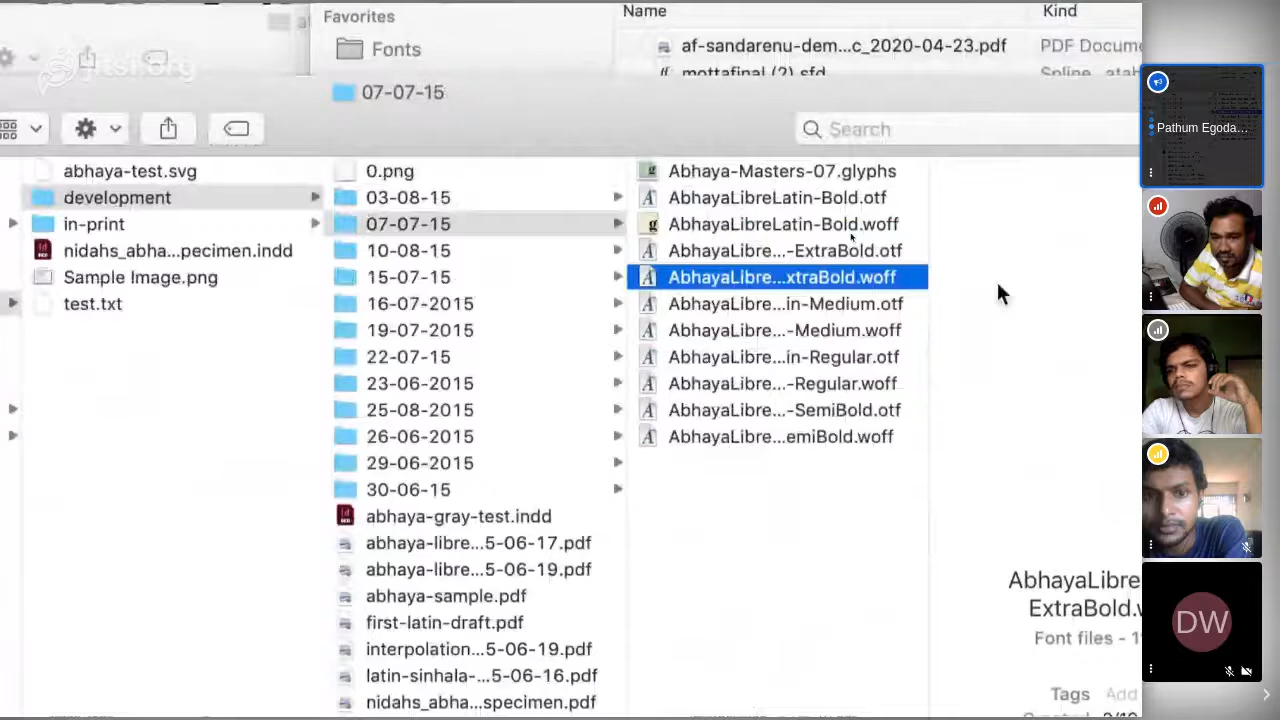 Favorites
Fonts
Name
Kind
af-sandarenu-dem...c_2020-04-23.pdf
PDF Docume
mottafinal (2).sfd
jitsi.org
07-07-15
Search
abhaya-test.svg
development
in-print
nidahs_abha...pecimen.indd
Sample Image.png
test.txt
0.png
03-08-15
07-07-15
10-08-15
15-07-15
16-07-2015
19-07-2015
22-07-15
23-06-2015
25-08-2015
26-06-2015
29-06-2015
30-06-15
abhaya-gray-test.indd
abhaya-libre...5-06-17.pdf
abhaya-libre...5-06-19.pdf
abhaya-sample.pdf
first-latin-draft.pdf
interpolation...5-06-19.pdf
latin-sinhala-...5-06-16.pdf
nidahs_abha...specimen.pdf
Abhaya-Masters-07.glyphs
AbhayaLibreLatin-Bold.otf
AbhayaLibreLatin-Bold.woff
AbhayaLibre...-ExtraBold.otf
AbhayaLibre...xtraBold.woff
AbhayaLibre...in-Medium.otf
AbhayaLibre...-Medium.woff
AbhayaLibre...in-Regular.otf
AbhayaLibre...-Regular.woff
AbhayaLibre...-SemiBold.otf
AbhayaLibre...emiBold.woff
AbhayaLibre
ExtraBold.
Font files - 1
Tags Add
Pathum Egoda...
DW